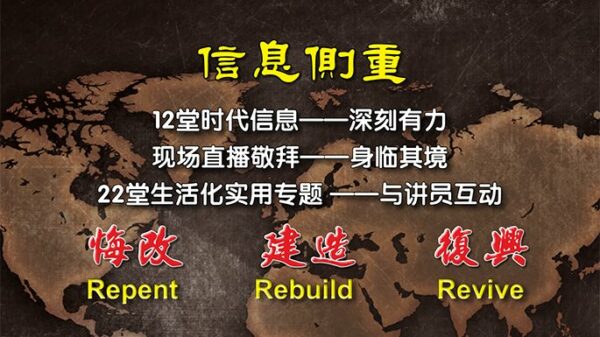 信息側重
12堂时代信息——深刻有力
现场直播敬拜——身临其境
22堂生活化实用专题 ——与讲员互动
悔改 建造 復興
Repent Rebuild Revive